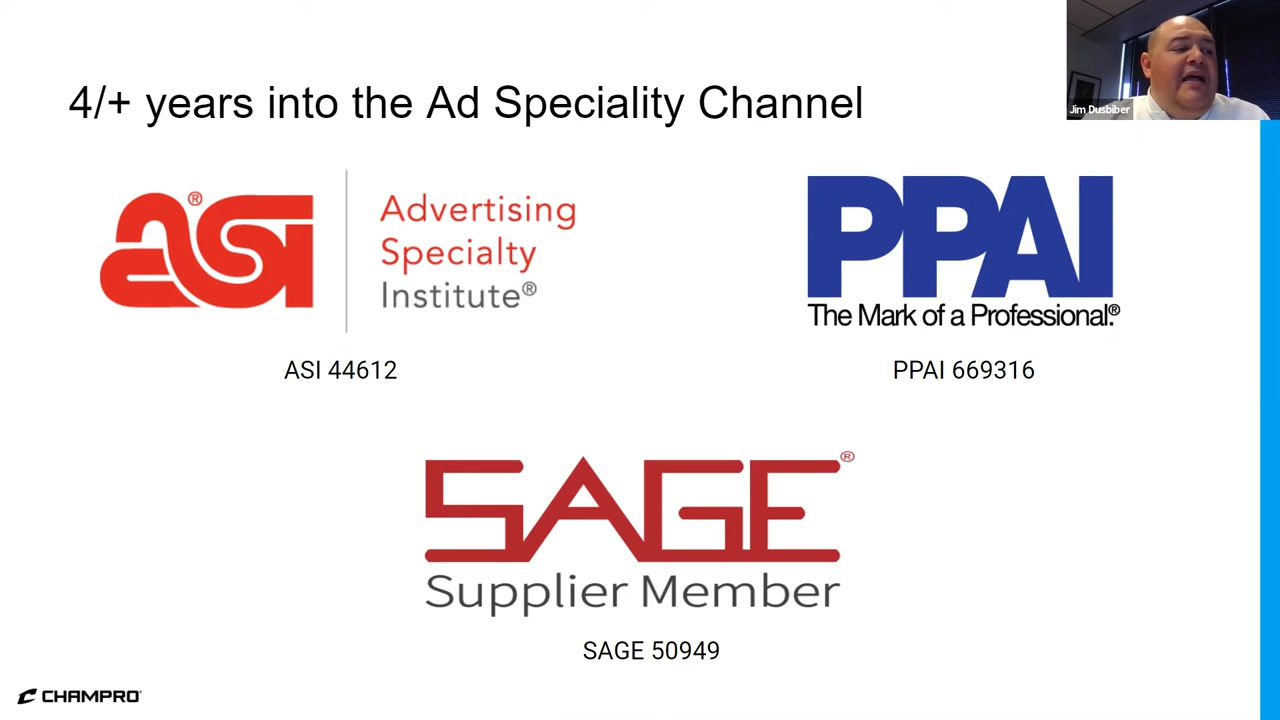 4/+ years into the Ad Speciality Channel
Jim Dusbiber
ASI®
Advertising
Specialty
Institute®
PPAI
The Mark of a Professional.®
ASI 44612
PPAI 669316
SAGE®
Supplier Member
SAGE 50949
CHAMPRO®